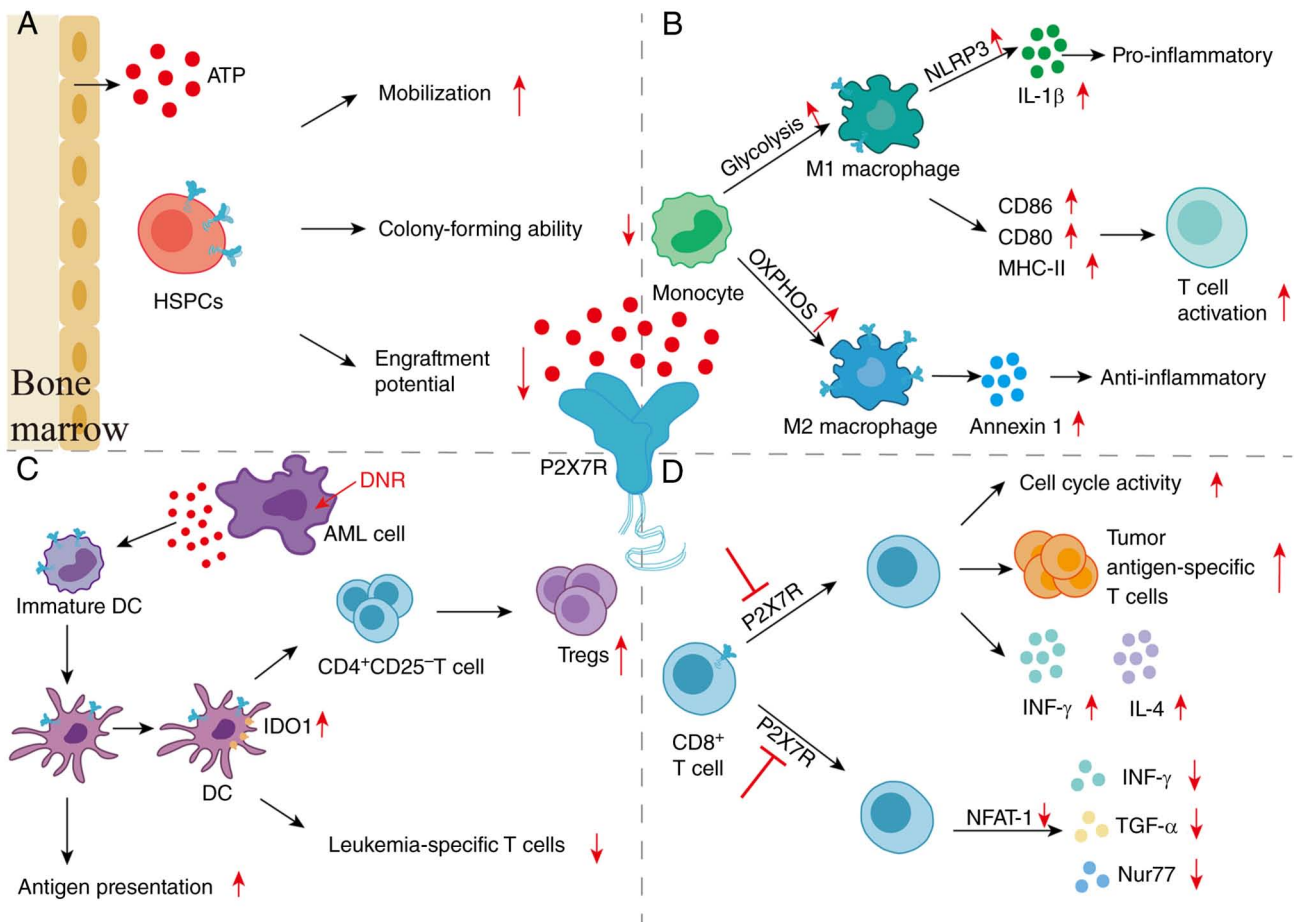 A
ATP
Mobilization
HSPCs
Colony-forming ability
Engraftment
potential
Bone
marrow
B
Monocyte
Glycolysis
M1 macrophage
NLRP3
IL-1β
Pro-inflammatory
CD86
CD80
MHC-II
T cell
activation
OXPHOS
M2 macrophage
Annexin 1
Anti-inflammatory
P2X7R
C
DNR
AML cell
Immature DC
CD4⁺CD25⁻T cell
Tregs
IDO1
DC
Leukemia-specific T cells
Antigen presentation
D
CD8⁺
T cell
P2X7R
Cell cycle activity
Tumor
antigen-specific
T cells
INF-γ
IL-4
P2X7R
NFAT-1
INF-γ
TGF-α
Nur77